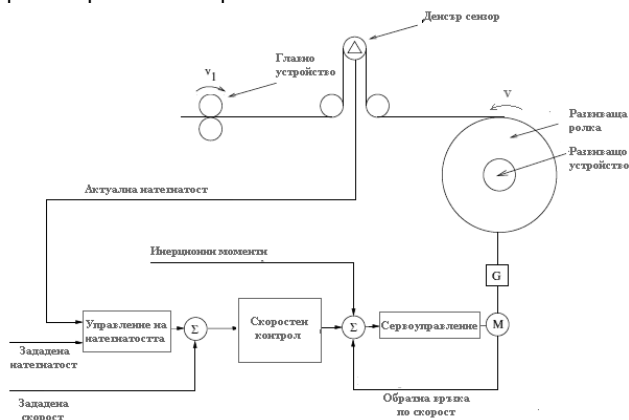 Денсър сензор
Главно
устройство
v1
v
Развиваща
ролка
Развиващо
устройство
Актуална натегнатост
Инерционни моменти
G
Управление на
натегнатостта
Σ
Скоростен
контрол
Σ
Сервоуправление
M
Зададена
натегнатост
Зададена
скорост
Обратна връзка
по скорост